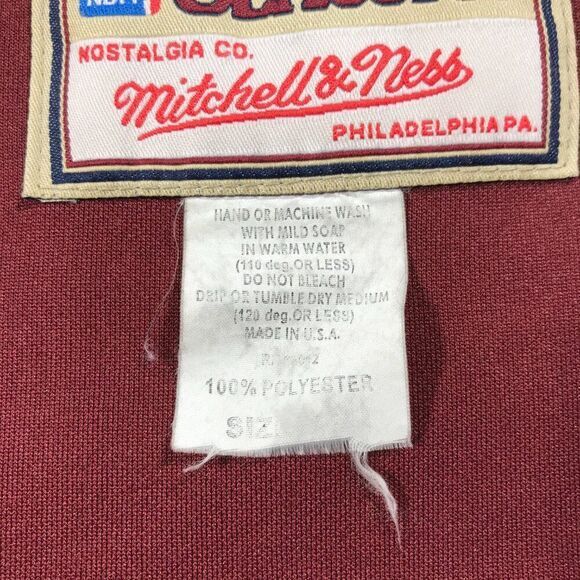 NBA
NOSTALGIA CO.
Mitchell & Ness
PHILADELPHIA PA.
HAND OR MACHINE WASH
WITH MILD SOAP
IN WARM WATER
(110 deg. OR LESS)
DO NOT BLEACH
DRIP OR TUMBLE DRY MEDIUM
(120 deg. OR LESS)
MADE IN U.S.A.
100% POLYESTER